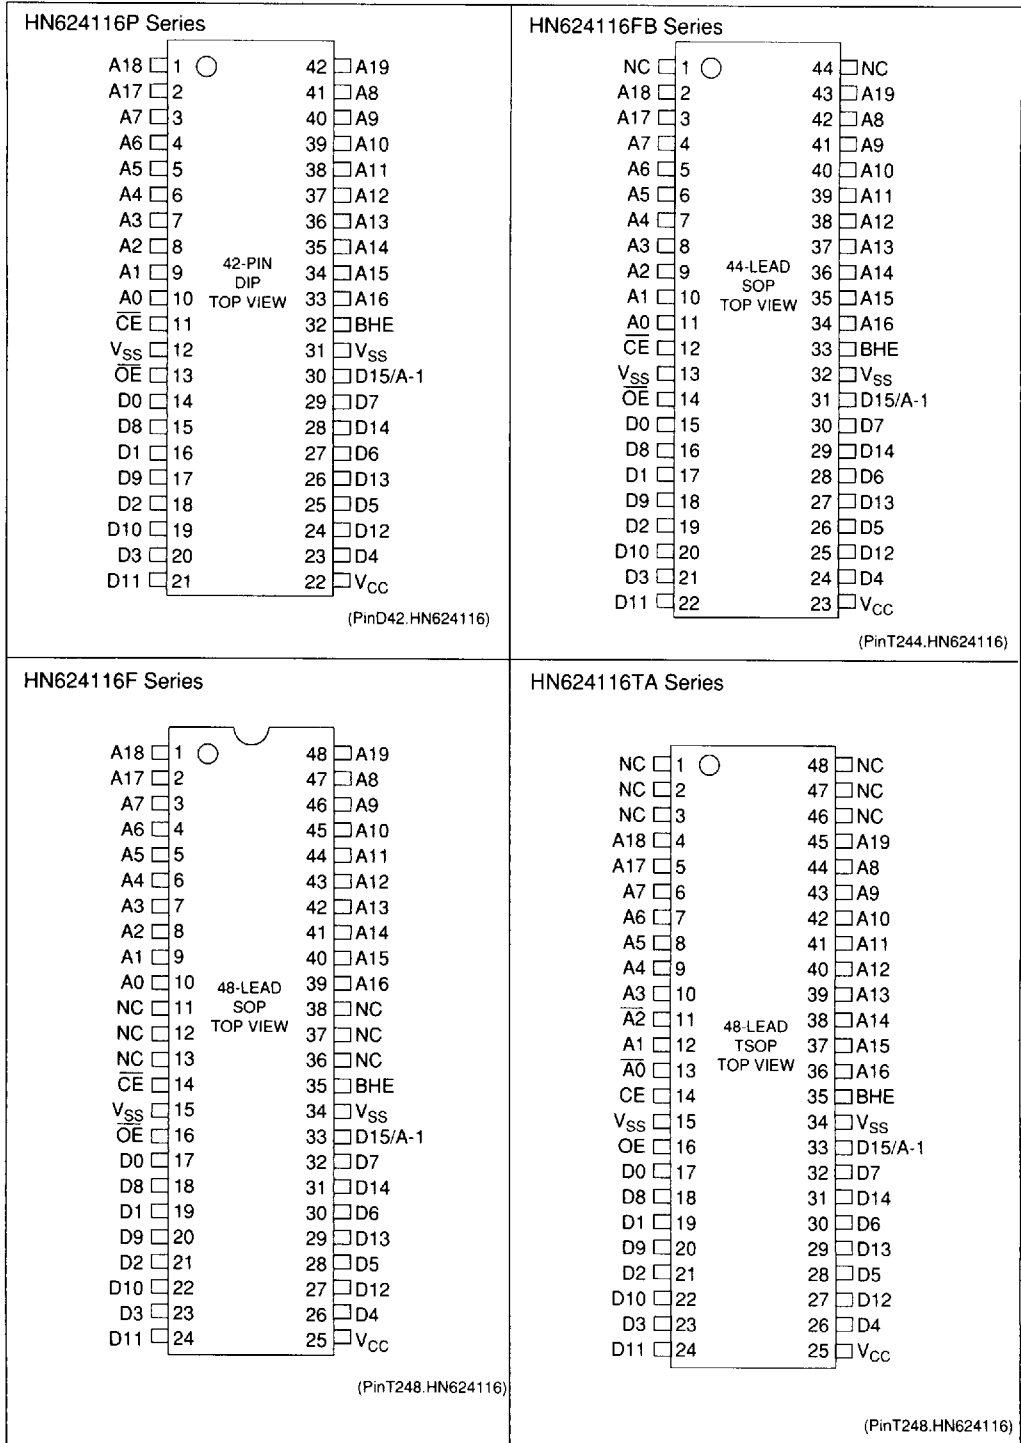 HN624116P Series
A18 1 42 A19
A17 2 41 A8
A7 3 40 A9
A6 4 39 A10
A5 5 38 A11
A4 6 37 A12
A3 7 36 A13
A2 8 35 A14
A1 9 34 A15
A0 10 33 A16
C̅E̅ 11 32 BHE
VSS 12 31 VSS
O̅E̅ 13 30 D15/A-1
D0 14 29 D7
D8 15 28 D14
D1 16 27 D6
D9 17 26 D13
D2 18 25 D5
D10 19 24 D12
D3 20 23 D4
D11 21 22 VCC
42-PIN
DIP
TOP VIEW
(PinD42.HN624116)
HN624116FB Series
NC 1 44 NC
A18 2 43 A19
A17 3 42 A8
A7 4 41 A9
A6 5 40 A10
A5 6 39 A11
A4 7 38 A12
A3 8 37 A13
A2 9 36 A14
A1 10 35 A15
A0 11 34 A16
C̅E̅ 12 33 BHE
VSS 13 32 VSS
O̅E̅ 14 31 D15/A-1
D0 15 30 D7
D8 16 29 D14
D1 17 28 D6
D9 18 27 D13
D2 19 26 D5
D10 20 25 D12
D3 21 24 D4
D11 22 23 VCC
44-LEAD
SOP
TOP VIEW
(PinT244.HN624116)
HN624116F Series
A18 1 48 A19
A17 2 47 A8
A7 3 46 A9
A6 4 45 A10
A5 5 44 A11
A4 6 43 A12
A3 7 42 A13
A2 8 41 A14
A1 9 40 A15
A0 10 39 A16
NC 11 38 NC
NC 12 37 NC
NC 13 36 NC
C̅E̅ 14 35 BHE
VSS 15 34 VSS
O̅E̅ 16 33 D15/A-1
D0 17 32 D7
D8 18 31 D14
D1 19 30 D6
D9 20 29 D13
D2 21 28 D5
D10 22 27 D12
D3 23 26 D4
D11 24 25 VCC
48-LEAD
SOP
TOP VIEW
(PinT248.HN624116)
HN624116TA Series
NC 1 48 NC
NC 2 47 NC
NC 3 46 NC
A18 4 45 A19
A17 5 44 A8
A7 6 43 A9
A6 7 42 A10
A5 8 41 A11
A4 9 40 A12
A3 10 39 A13
A̅2̅ 11 38 A14
A1 12 37 A15
A̅0̅ 13 36 A16
CE 14 35 BHE
VSS 15 34 VSS
OE 16 33 D15/A-1
D0 17 32 D7
D8 18 31 D14
D1 19 30 D6
D9 20 29 D13
D2 21 28 D5
D10 22 27 D12
D3 23 26 D4
D11 24 25 VCC
48-LEAD
TSOP
TOP VIEW
(PinT248.HN624116)